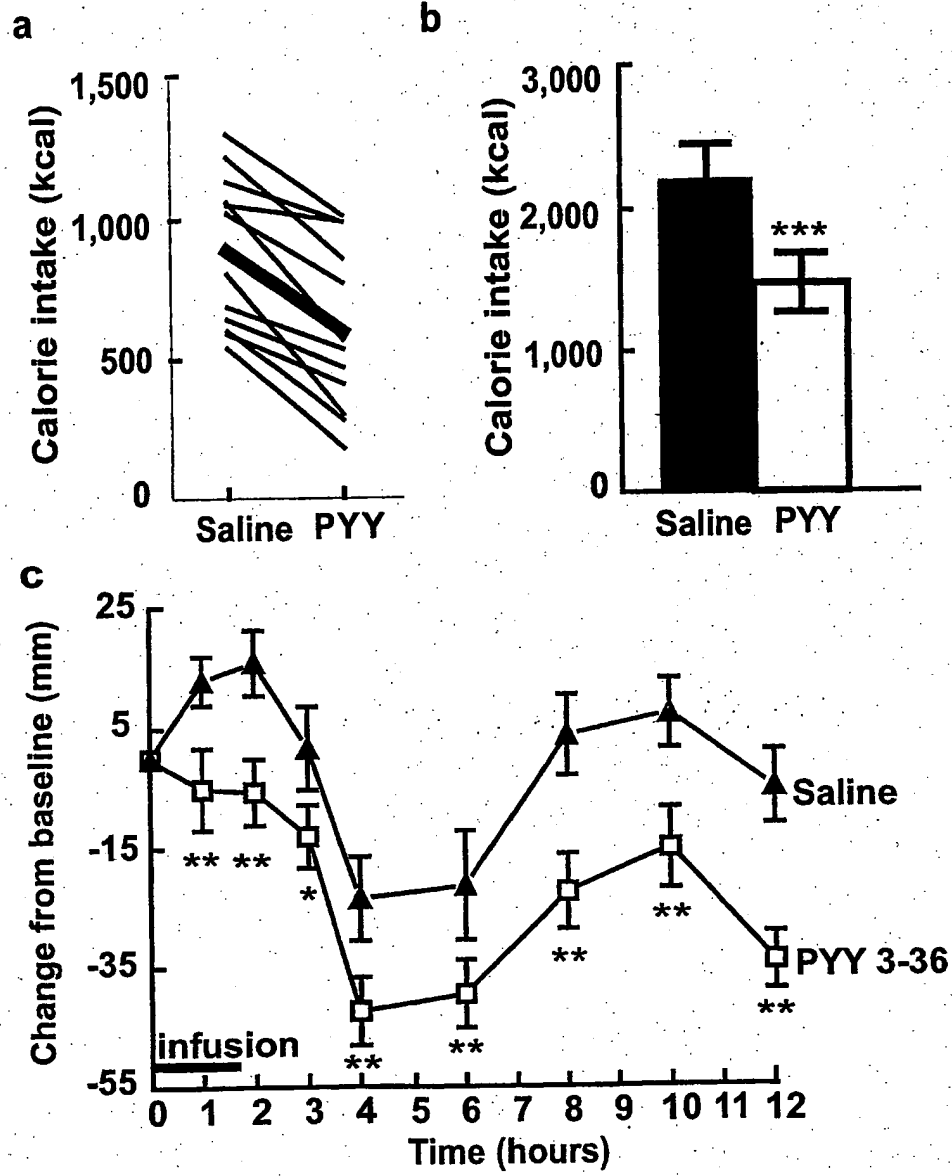 a
Calorie intake (kcal)
1,500
1,000
500
0
Saline PYY
b
Calorie intake (kcal)
3,000
2,000
1,000
0
***
Saline PYY
c
Change from baseline (mm)
25
5
-15
-35
-55
** ** * ** ** ** ** **
Saline
PYY 3-36
infusion
0 1 2 3 4 5 6 7 8 9 10 11 12
Time (hours)